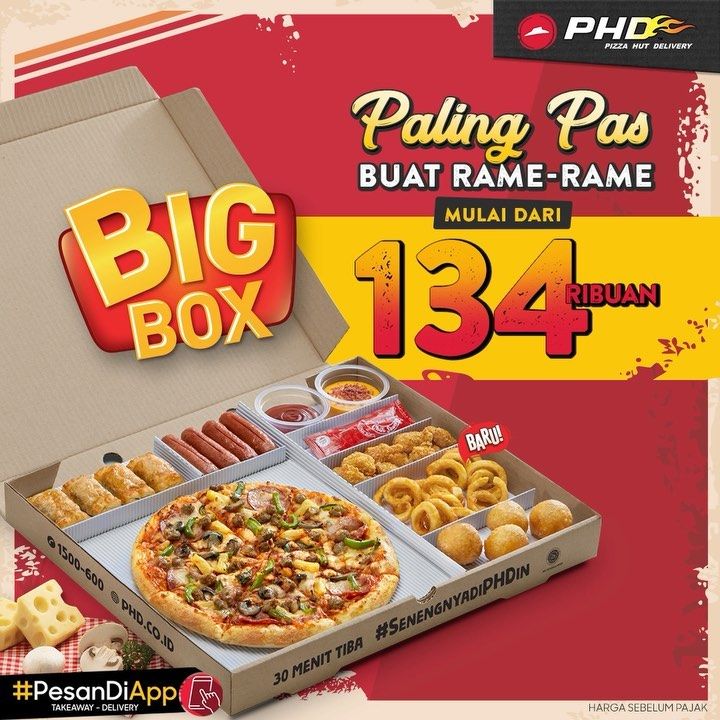 PHD
PIZZA HUT DELIVERY
Paling Pas
BUAT RAME-RAME
MULAI DARI
134 RIBUAN
BIG
BOX
BARU!
1500-600
PHD.CO.ID
30 MENIT TIBA
#SENENGNYADIPHDIN
#PesanDiApp
TAKEAWAY - DELIVERY
HARGA SEBELUM PAJAK